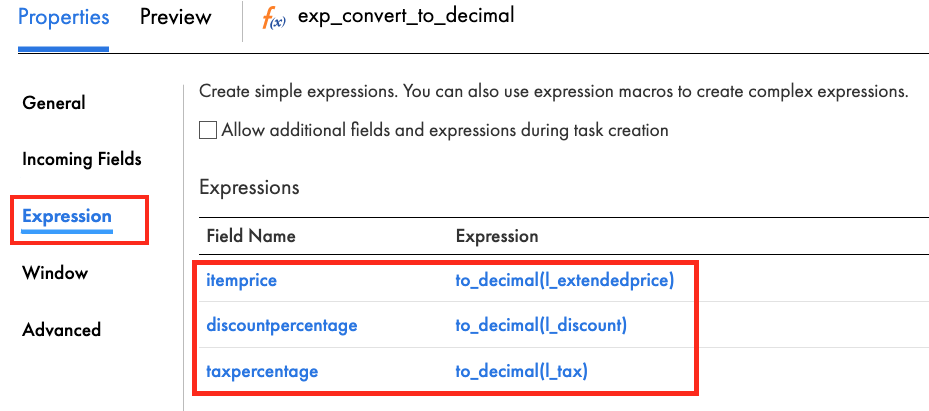 Properties Preview f(x) exp_convert_to_decimal
General
Incoming Fields
Expression
Window
Advanced
Create simple expressions. You can also use expression macros to create complex expressions.
Allow additional fields and expressions during task creation
Expressions
Field Name Expression
itemprice to_decimal(l_extendedprice)
discountpercentage to_decimal(l_discount)
taxpercentage to_decimal(l_tax)